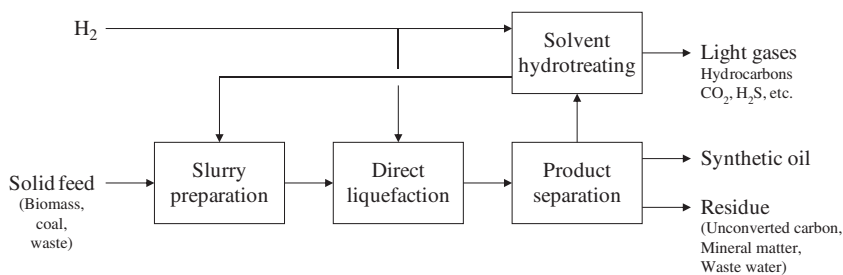 H₂
Solvent
hydrotreating
Light gases
Hydrocarbons
CO₂, H₂S, etc.
Solid feed
(Biomass,
coal,
waste)
Slurry
preparation
Direct
liquefaction
Product
separation
Synthetic oil
Residue
(Unconverted carbon,
Mineral matter,
Waste water)